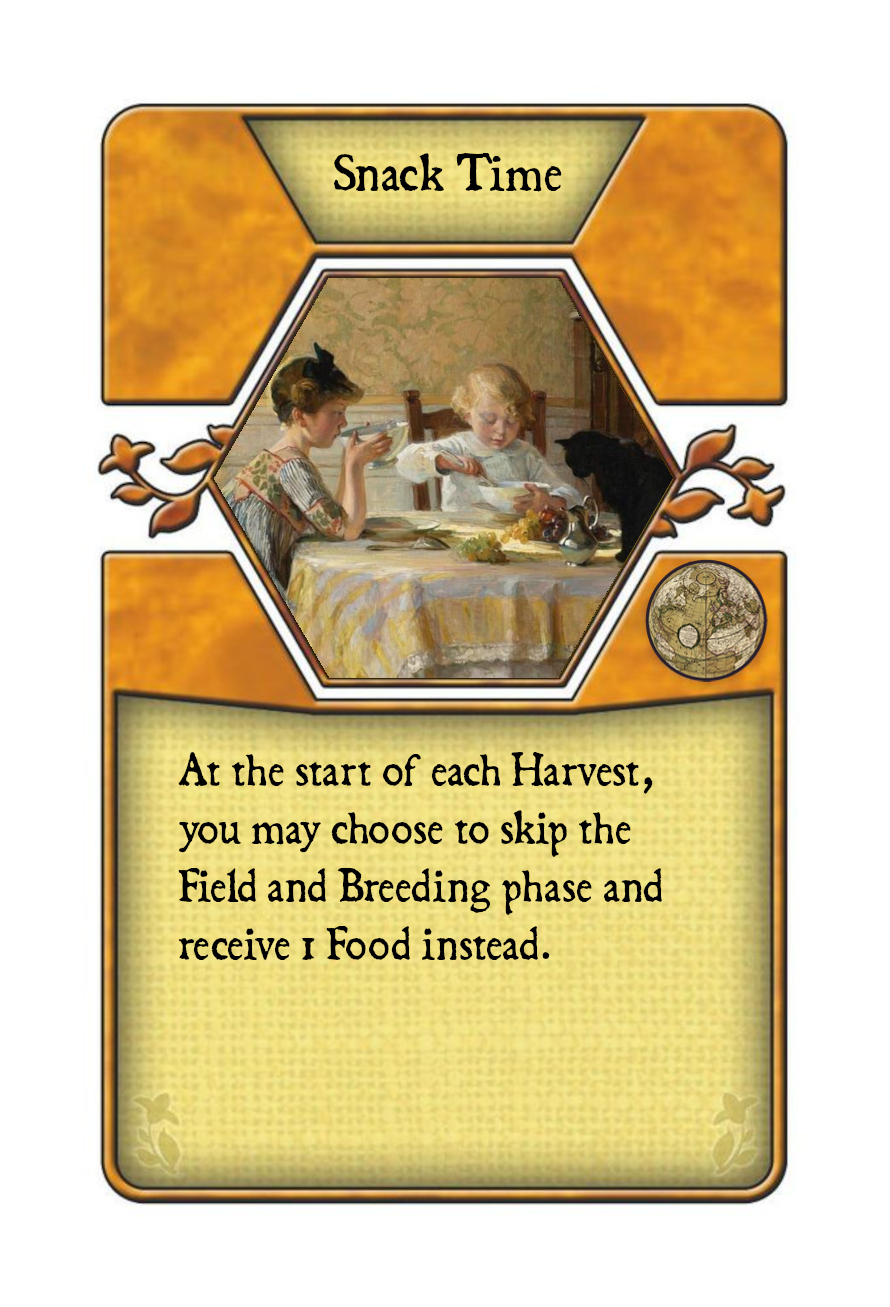 Snack Time
At the start of each Harvest,
you may choose to skip the
Field and Breeding phase and
receive 1 Food instead.